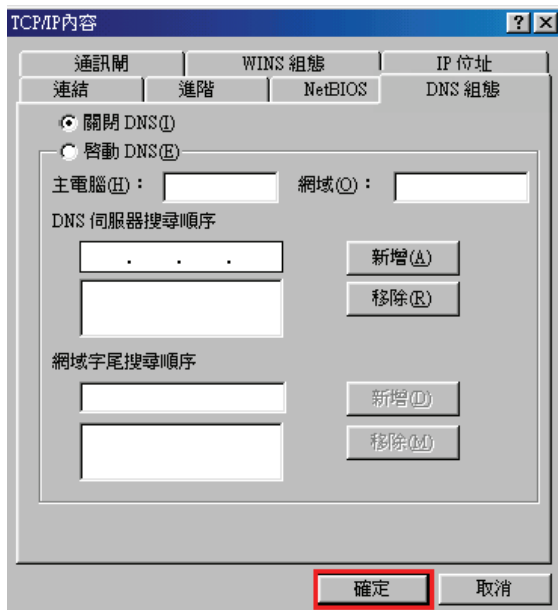 TCP/IP內容
通訊閘 WINS 組態 IP 位址
連結 進階 NetBIOS DNS 組態
關閉 DNS(I)
啓動 DNS(E)
主電腦(H)： 網域(O)：
DNS 伺服器搜尋順序
. . . 新增(A)
移除(R)
網域字尾搜尋順序
新增(D)
移除(M)
確定 取消